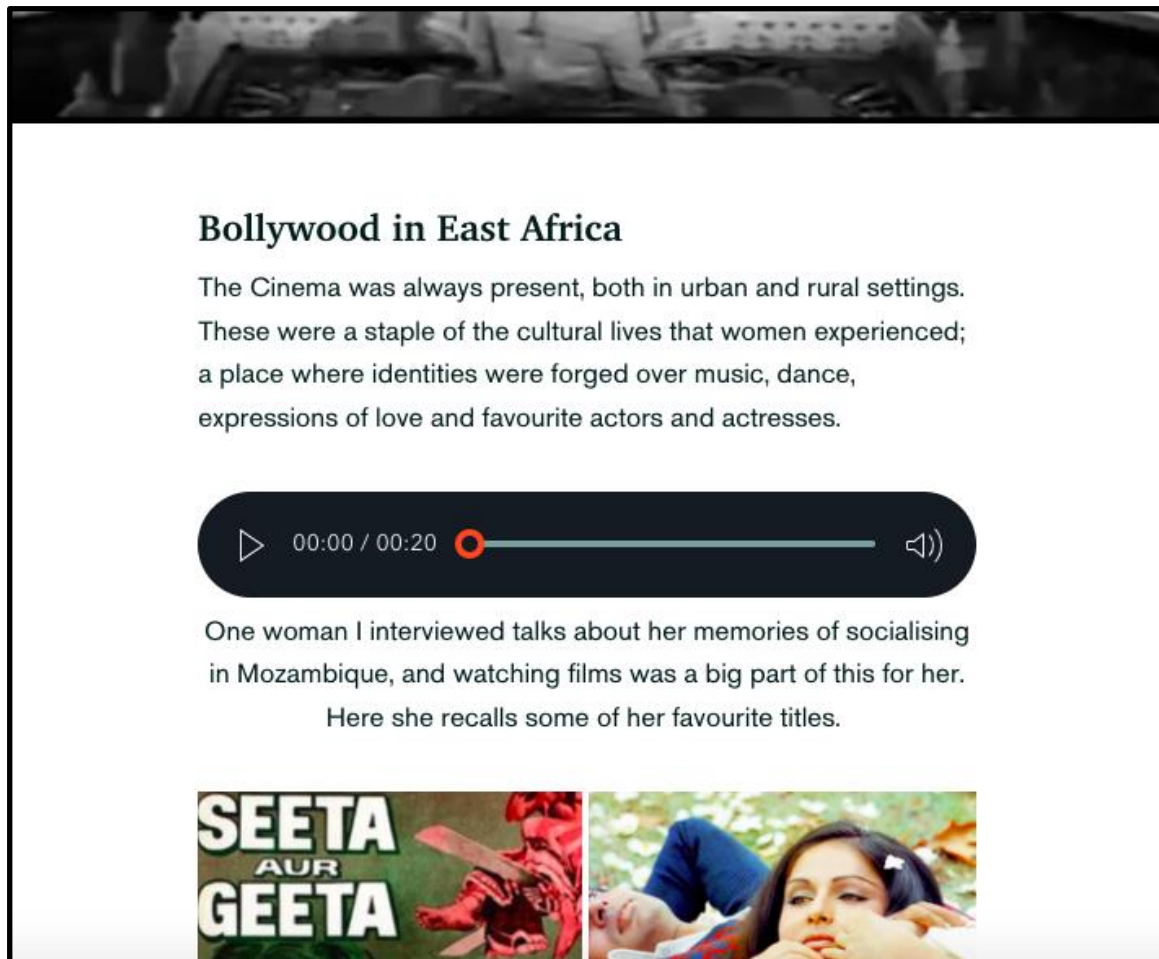 Bollywood in East Africa
The Cinema was always present, both in urban and rural settings.
These were a staple of the cultural lives that women experienced;
a place where identities were forged over music, dance,
expressions of love and favourite actors and actresses.
00:00 / 00:20
One woman I interviewed talks about her memories of socialising
in Mozambique, and watching films was a big part of this for her.
Here she recalls some of her favourite titles.
SEETA
AUR
GEETA